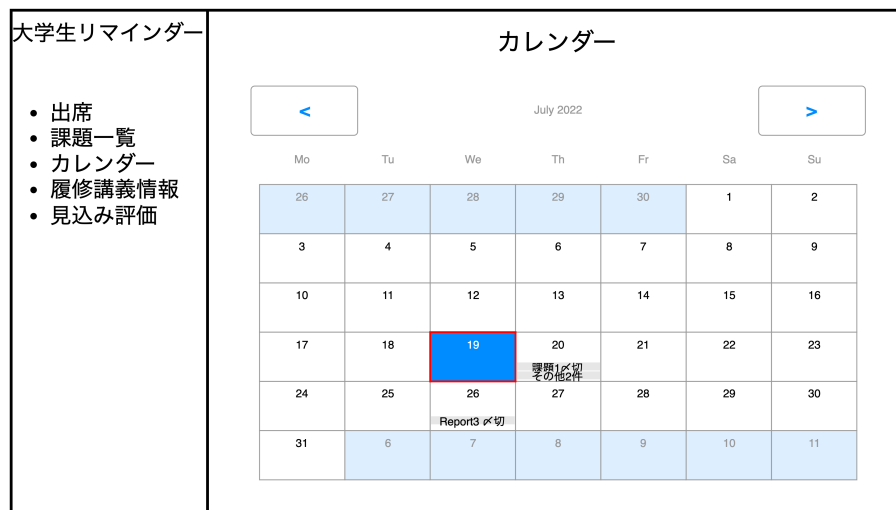 大学生リマインダー
出席
課題一覧
カレンダー
履修講義情報
見込み評価
カレンダー
< July 2022 >
Mo Tu We Th Fr Sa Su
26 27 28 29 30 1 2
3 4 5 6 7 8 9
10 11 12 13 14 15 16
17 18 19 20 21 22 23
課題1〆切
その他2件
24 25 26 27 28 29 30
Report3 〆切
31 6 7 8 9 10 11